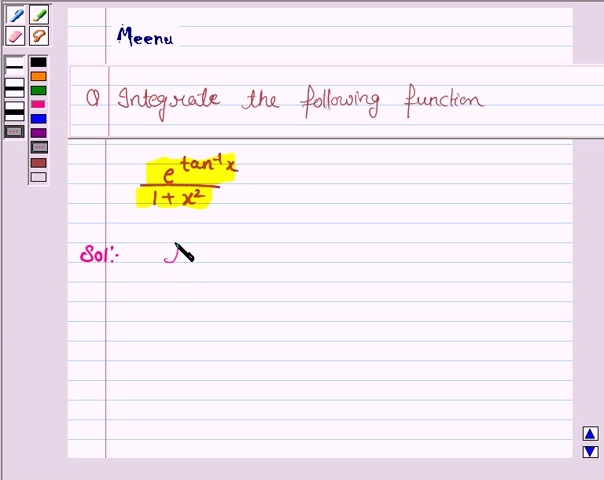 Meenu
Q Integrate the following function
e^tan⁻¹x
1 + x²
Sol:-